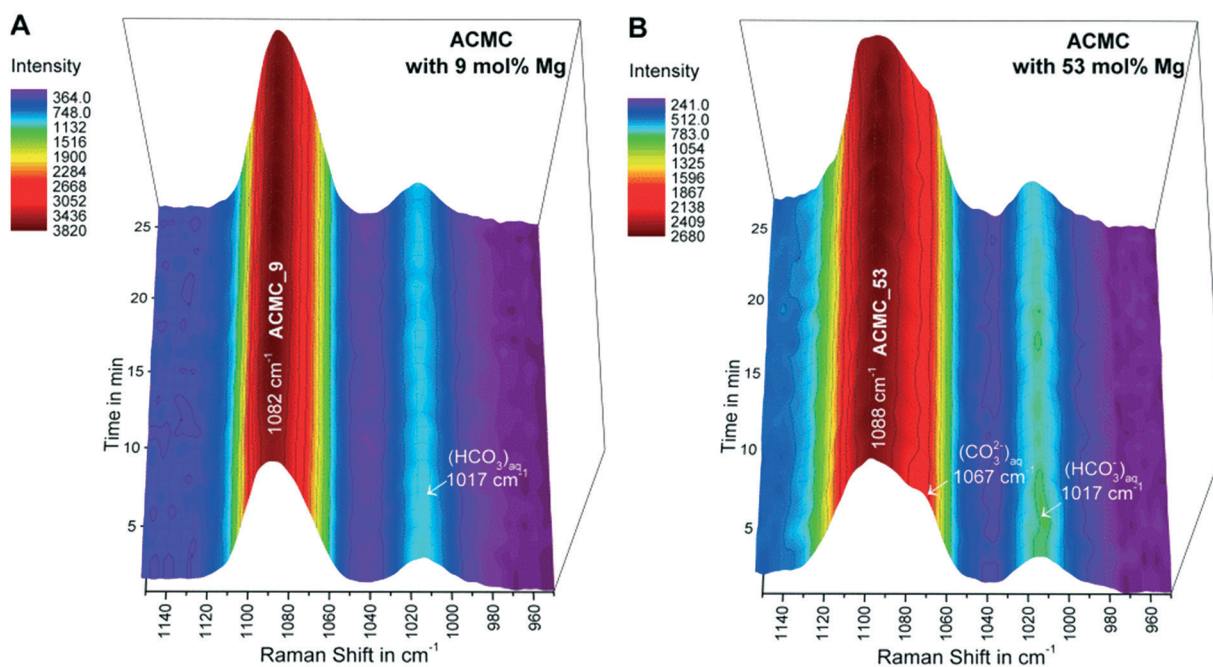 A
ACMC
with 9 mol% Mg
Intensity
364.0
748.0
1132
1516
1900
2284
2668
3052
3436
3820
25
20
15
10
5
Time in min
1082 cm⁻¹ ACMC_9
(HCO₃)aq
1017 cm⁻¹
1140
1120
1100
1080
1060
1040
1020
1000
980
960
Raman Shift in cm⁻¹
B
ACMC
with 53 mol% Mg
Intensity
241.0
512.0
783.0
1054
1325
1596
1867
2138
2409
2680
25
20
15
10
5
Time in min
1088 cm⁻¹ ACMC_53
(CO₃²⁻)aq
1067 cm⁻¹
(HCO₃⁻)aq
1017 cm⁻¹
1140
1120
1100
1080
1060
1040
1020
1000
980
960
Raman Shift in cm⁻¹